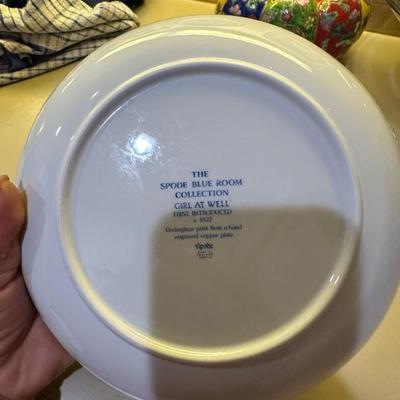 THE
SPODE BLUE ROOM
COLLECTION
'GIRL AT WELL'
FIRST INTRODUCED
c. 1822
Underglaze print from a hand
engraved copper plate.
Spode